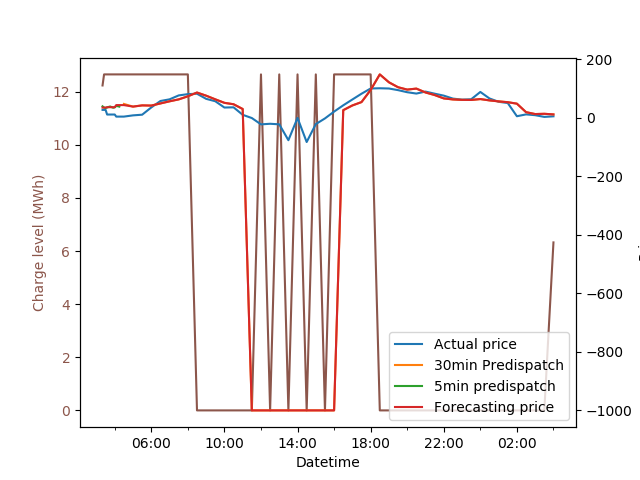 200
12
0
10
−200
Charge level (MWh)
8
−400
6
−600
4
−800
2
−1000
0
Actual price
30min Predispatch
5min predispatch
Forecasting price
06:00 10:00 14:00 18:00 22:00 02:00
Datetime